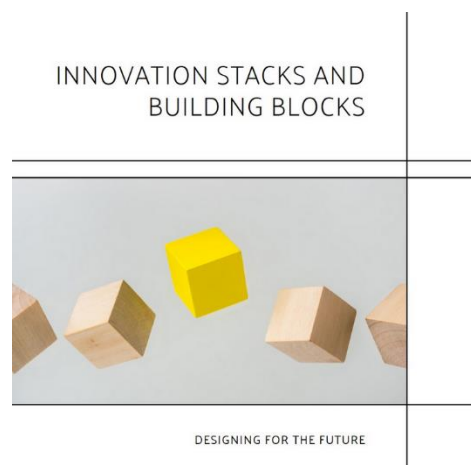 INNOVATION STACKS AND
BUILDING BLOCKS
DESIGNING FOR THE FUTURE